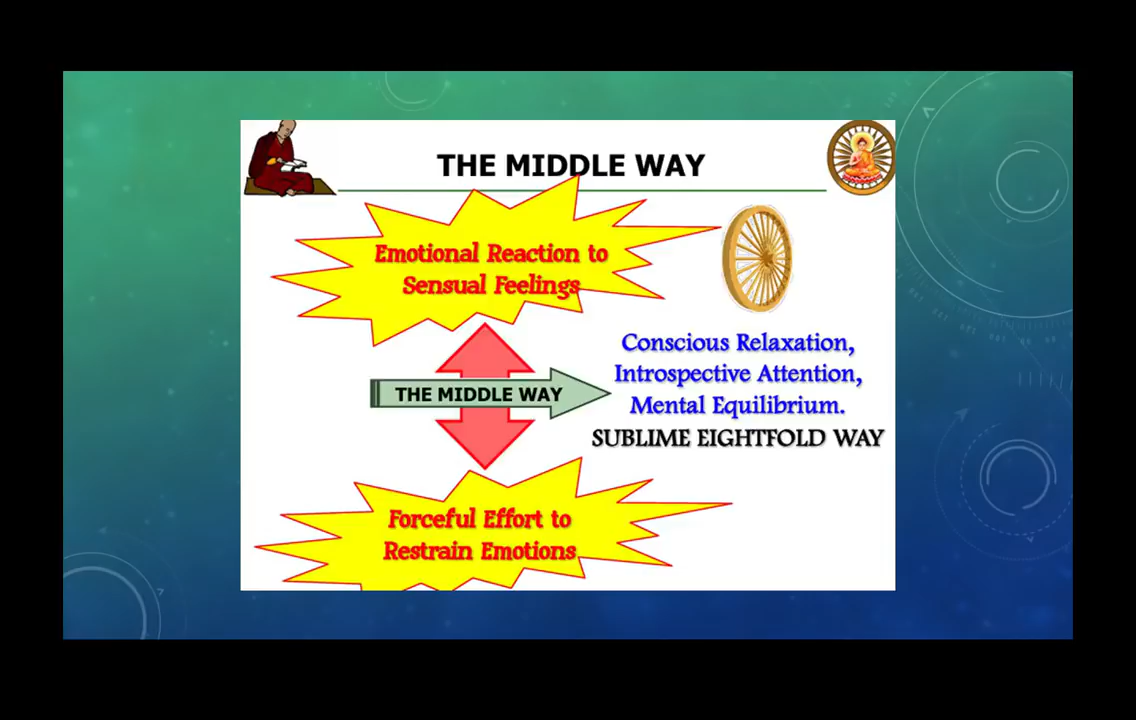 THE MIDDLE WAY
Emotional Reaction to
Sensual Feelings
THE MIDDLE WAY
Conscious Relaxation,
Introspective Attention,
Mental Equilibrium.
SUBLIME EIGHTFOLD WAY
Forceful Effort to
Restrain Emotions